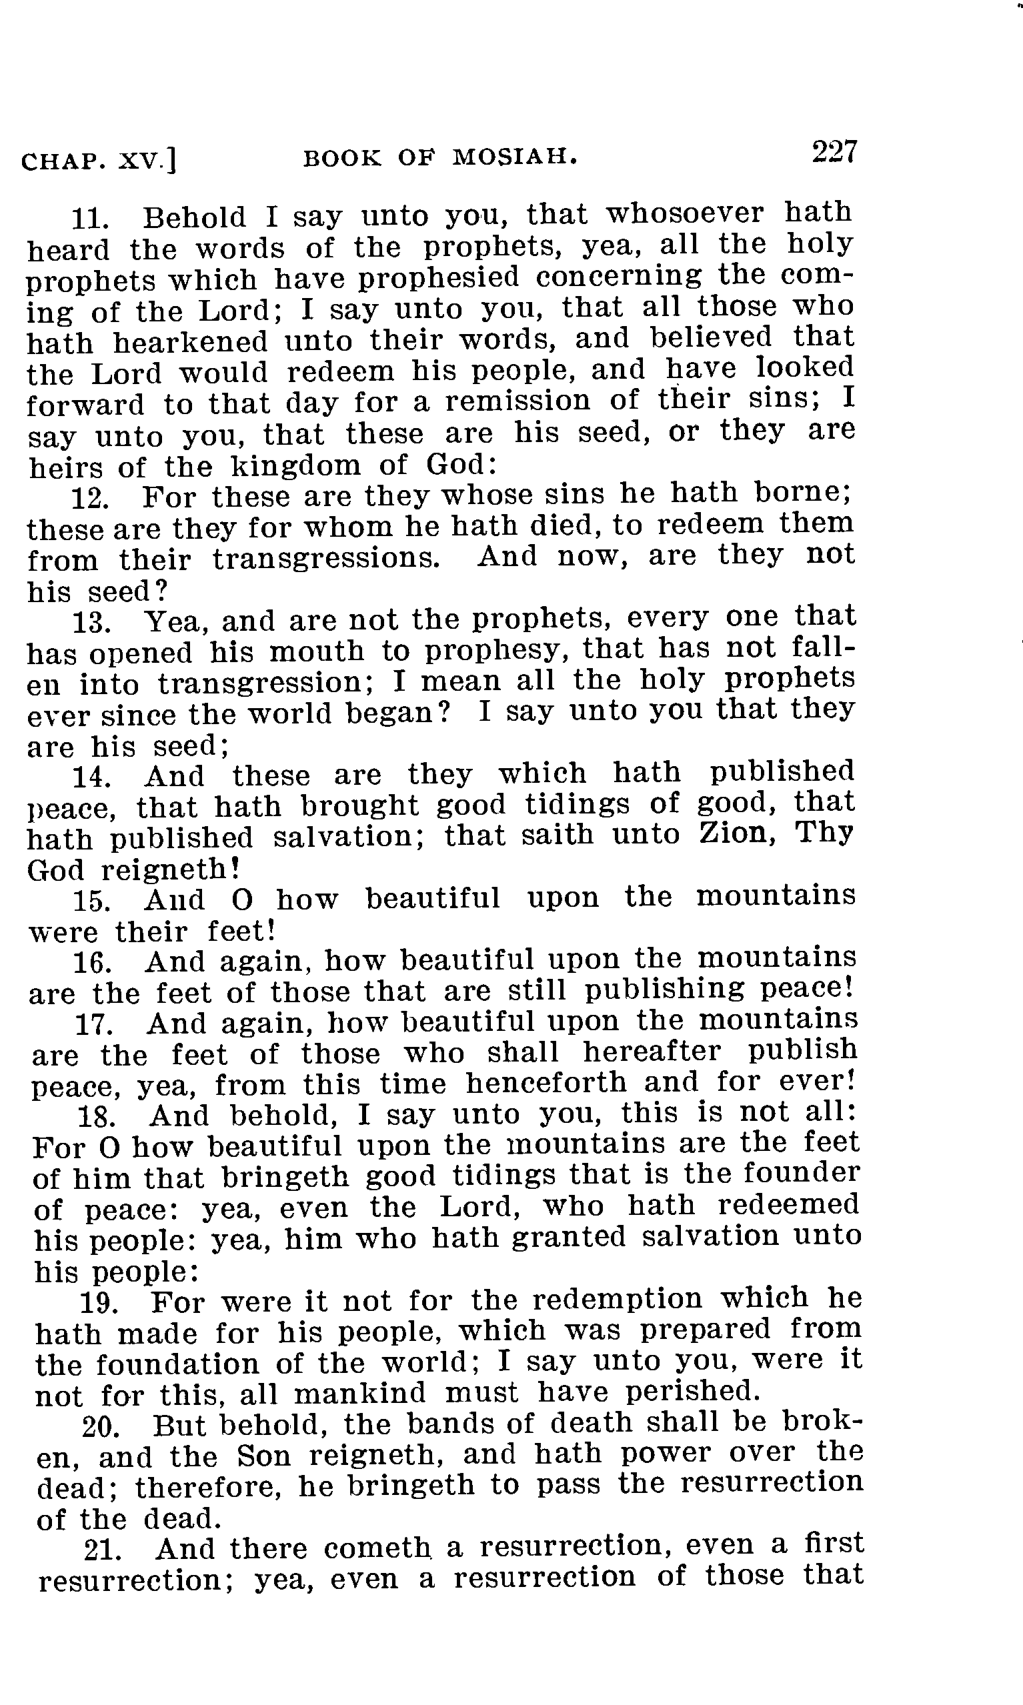 CHAP. XV.] BOOK OF MOSIAH. 227
11. Behold I say unto you, that whosoever hath
heard the words of the prophets, yea, all the holy
prophets which have prophesied concerning the com-
ing of the Lord; I say unto you, that all those who
hath hearkened unto their words, and believed that
the Lord would redeem his people, and have looked
forward to that day for a remission of their sins; I
say unto you, that these are his seed, or they are
heirs of the kingdom of God:
12. For these are they whose sins he hath borne;
these are they for whom he hath died, to redeem them
from their transgressions. And now, are they not
his seed?
13. Yea, and are not the prophets, every one that
has opened his mouth to prophesy, that has not fall-
en into transgression; I mean all the holy prophets
ever since the world began? I say unto you that they
are his seed;
14. And these are they which hath published
peace, that hath brought good tidings of good, that
hath published salvation; that saith unto Zion, Thy
God reigneth!
15. And O how beautiful upon the mountains
were their feet!
16. And again, how beautiful upon the mountains
are the feet of those that are still publishing peace!
17. And again, how beautiful upon the mountains
are the feet of those who shall hereafter publish
peace, yea, from this time henceforth and for ever!
18. And behold, I say unto you, this is not all:
For O how beautiful upon the mountains are the feet
of him that bringeth good tidings that is the founder
of peace: yea, even the Lord, who hath redeemed
his people: yea, him who hath granted salvation unto
his people:
19. For were it not for the redemption which he
hath made for his people, which was prepared from
the foundation of the world; I say unto you, were it
not for this, all mankind must have perished.
20. But behold, the bands of death shall be brok-
en, and the Son reigneth, and hath power over the
dead; therefore, he bringeth to pass the resurrection
of the dead.
21. And there cometh a resurrection, even a first
resurrection; yea, even a resurrection of those that